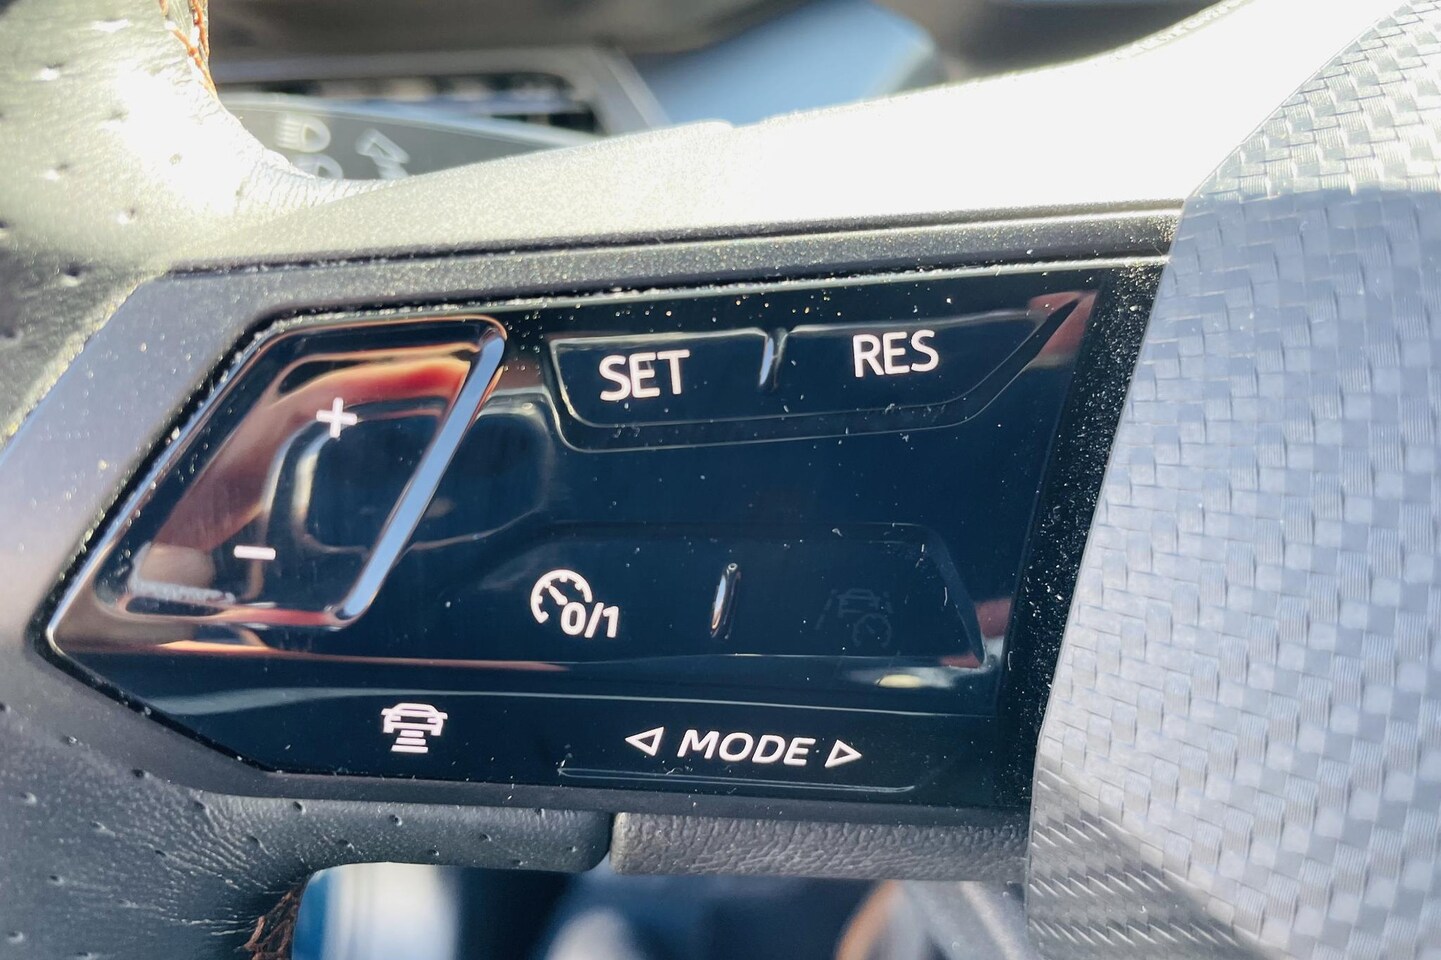 SET RES
+
−
0/1
◁ MODE ▷